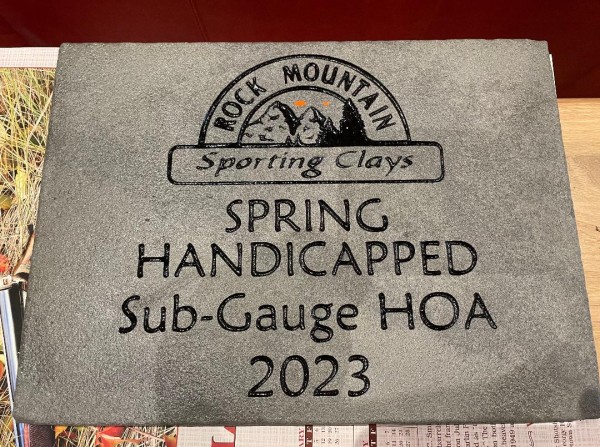 ROCK MOUNTAIN
Sporting Clays
SPRING
HANDICAPPED
Sub-Gauge HOA
2023